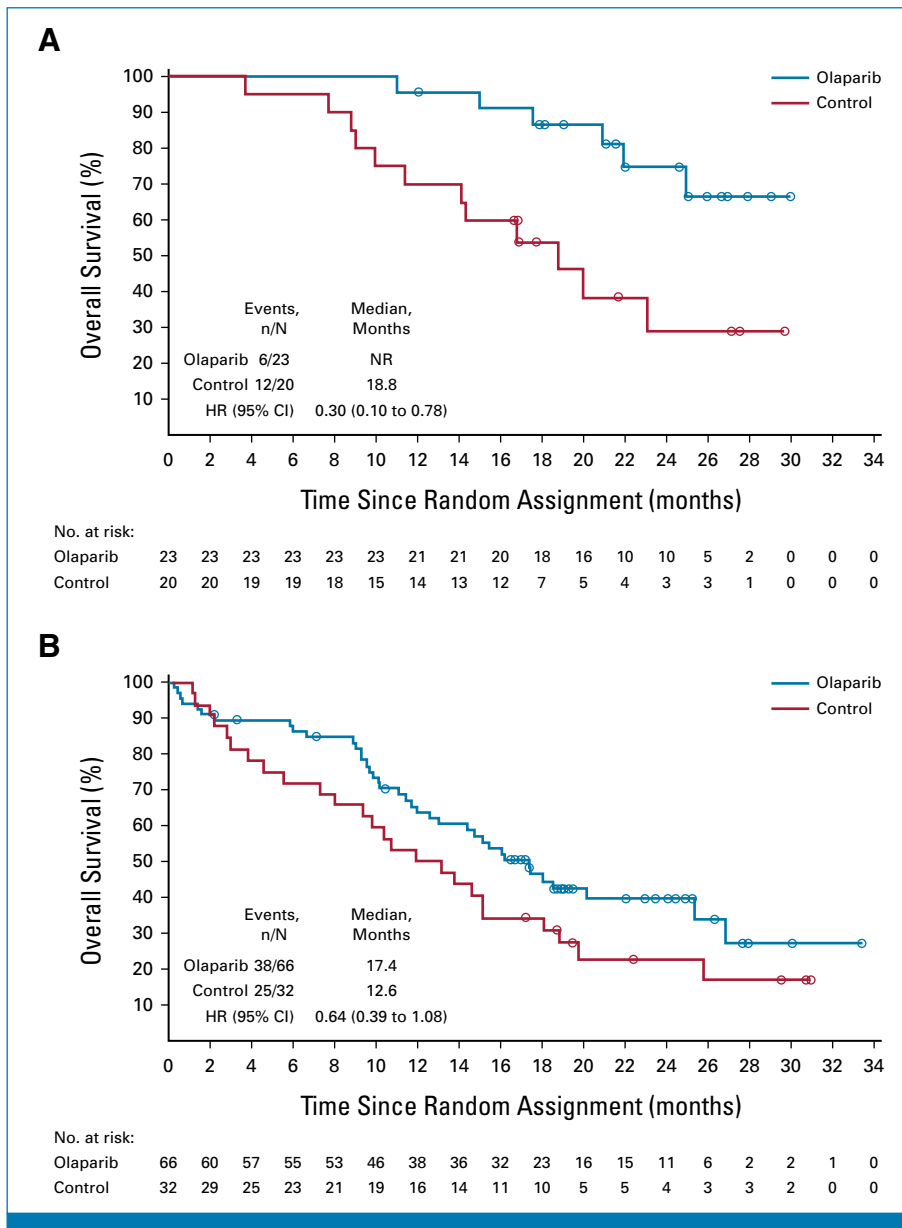 A
Overall Survival (%)
100
90
80
70
60
50
40
30
20
10
Olaparib
Control
Events, n/N Median, Months
Olaparib 6/23 NR
Control 12/20 18.8
HR (95% CI) 0.30 (0.10 to 0.78)
0 2 4 6 8 10 12 14 16 18 20 22 24 26 28 30 32 34
Time Since Random Assignment (months)
No. at risk:
Olaparib 23 23 23 23 23 23 21 21 20 18 16 10 10 5 2 0 0 0
Control 20 20 19 19 18 15 14 13 12 7 5 4 3 3 1 0 0 0
B
Overall Survival (%)
100
90
80
70
60
50
40
30
20
10
Olaparib
Control
Events, n/N Median, Months
Olaparib 38/66 17.4
Control 25/32 12.6
HR (95% CI) 0.64 (0.39 to 1.08)
0 2 4 6 8 10 12 14 16 18 20 22 24 26 28 30 32 34
Time Since Random Assignment (months)
No. at risk:
Olaparib 66 60 57 55 53 46 38 36 32 23 16 15 11 6 2 2 1 0
Control 32 29 25 23 21 19 16 14 11 10 5 5 4 3 3 2 0 0